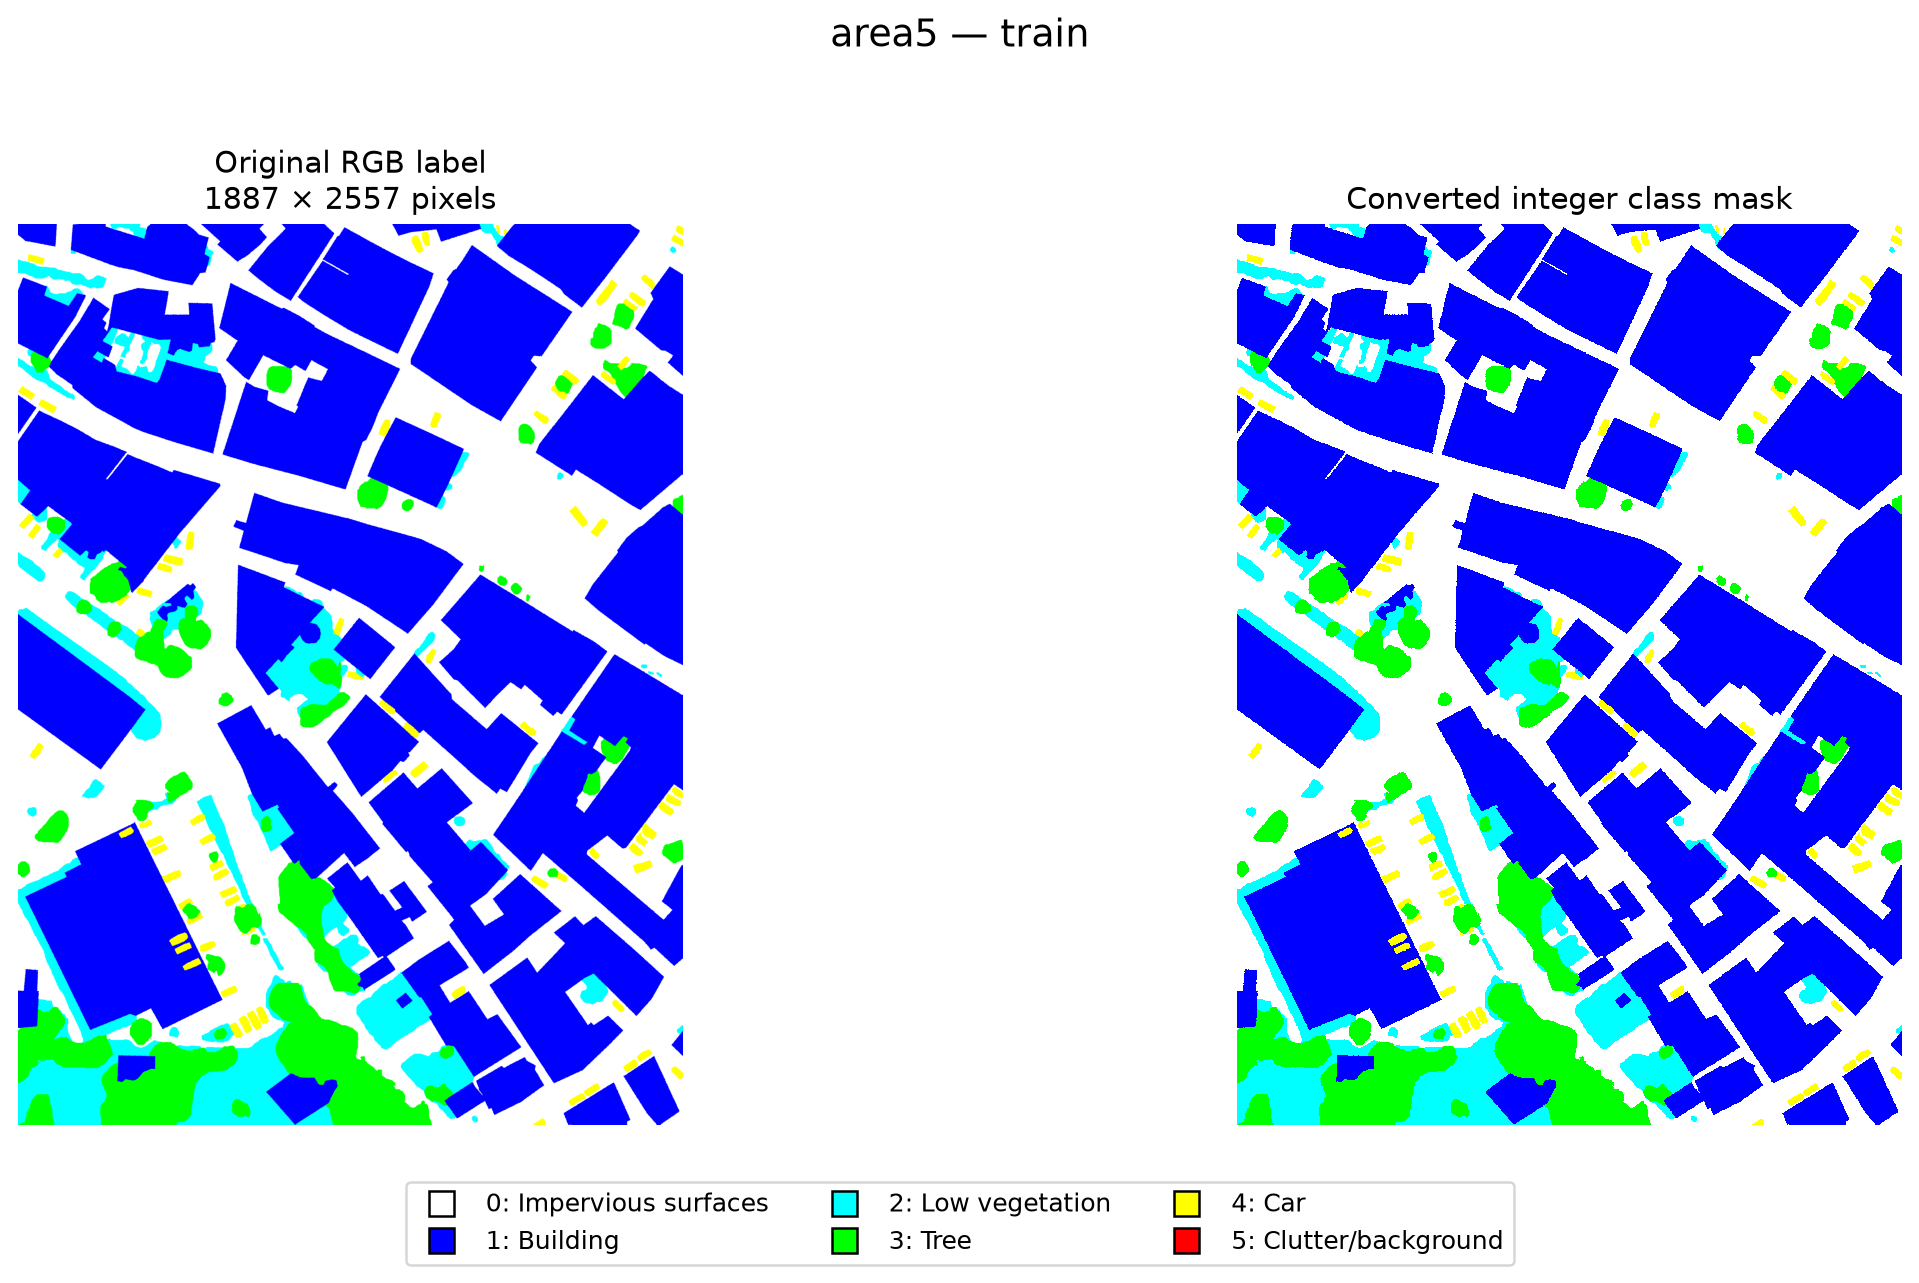 area5 — train
Original RGB label
1887 × 2557 pixels
Converted integer class mask
0: Impervious surfaces
1: Building
2: Low vegetation
3: Tree
4: Car
5: Clutter/background